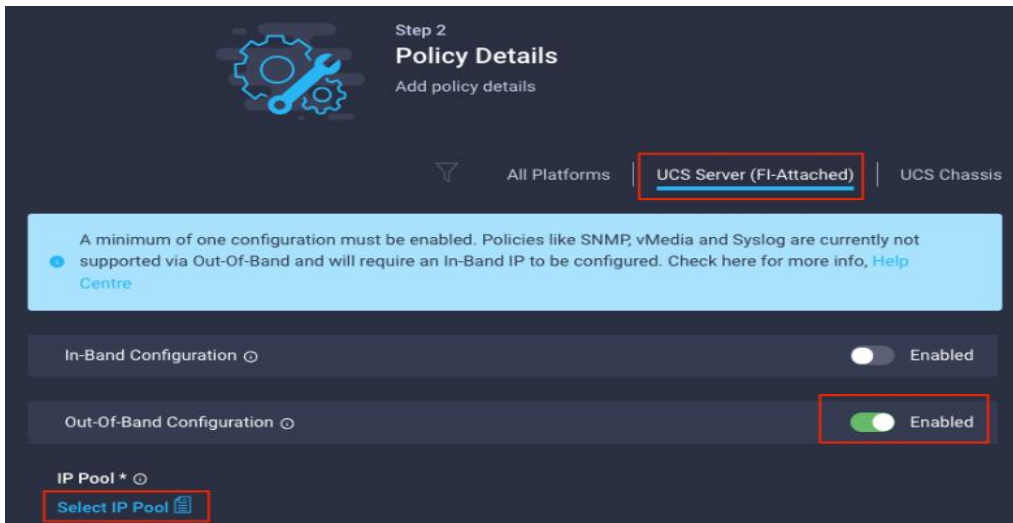 Step 2
Policy Details
Add policy details
All Platforms
UCS Server (FI-Attached)
UCS Chassis
A minimum of one configuration must be enabled. Policies like SNMP, vMedia and Syslog are currently not
supported via Out-Of-Band and will require an In-Band IP to be configured. Check here for more info, Help
Centre
In-Band Configuration
Enabled
Out-Of-Band Configuration
Enabled
IP Pool *
Select IP Pool